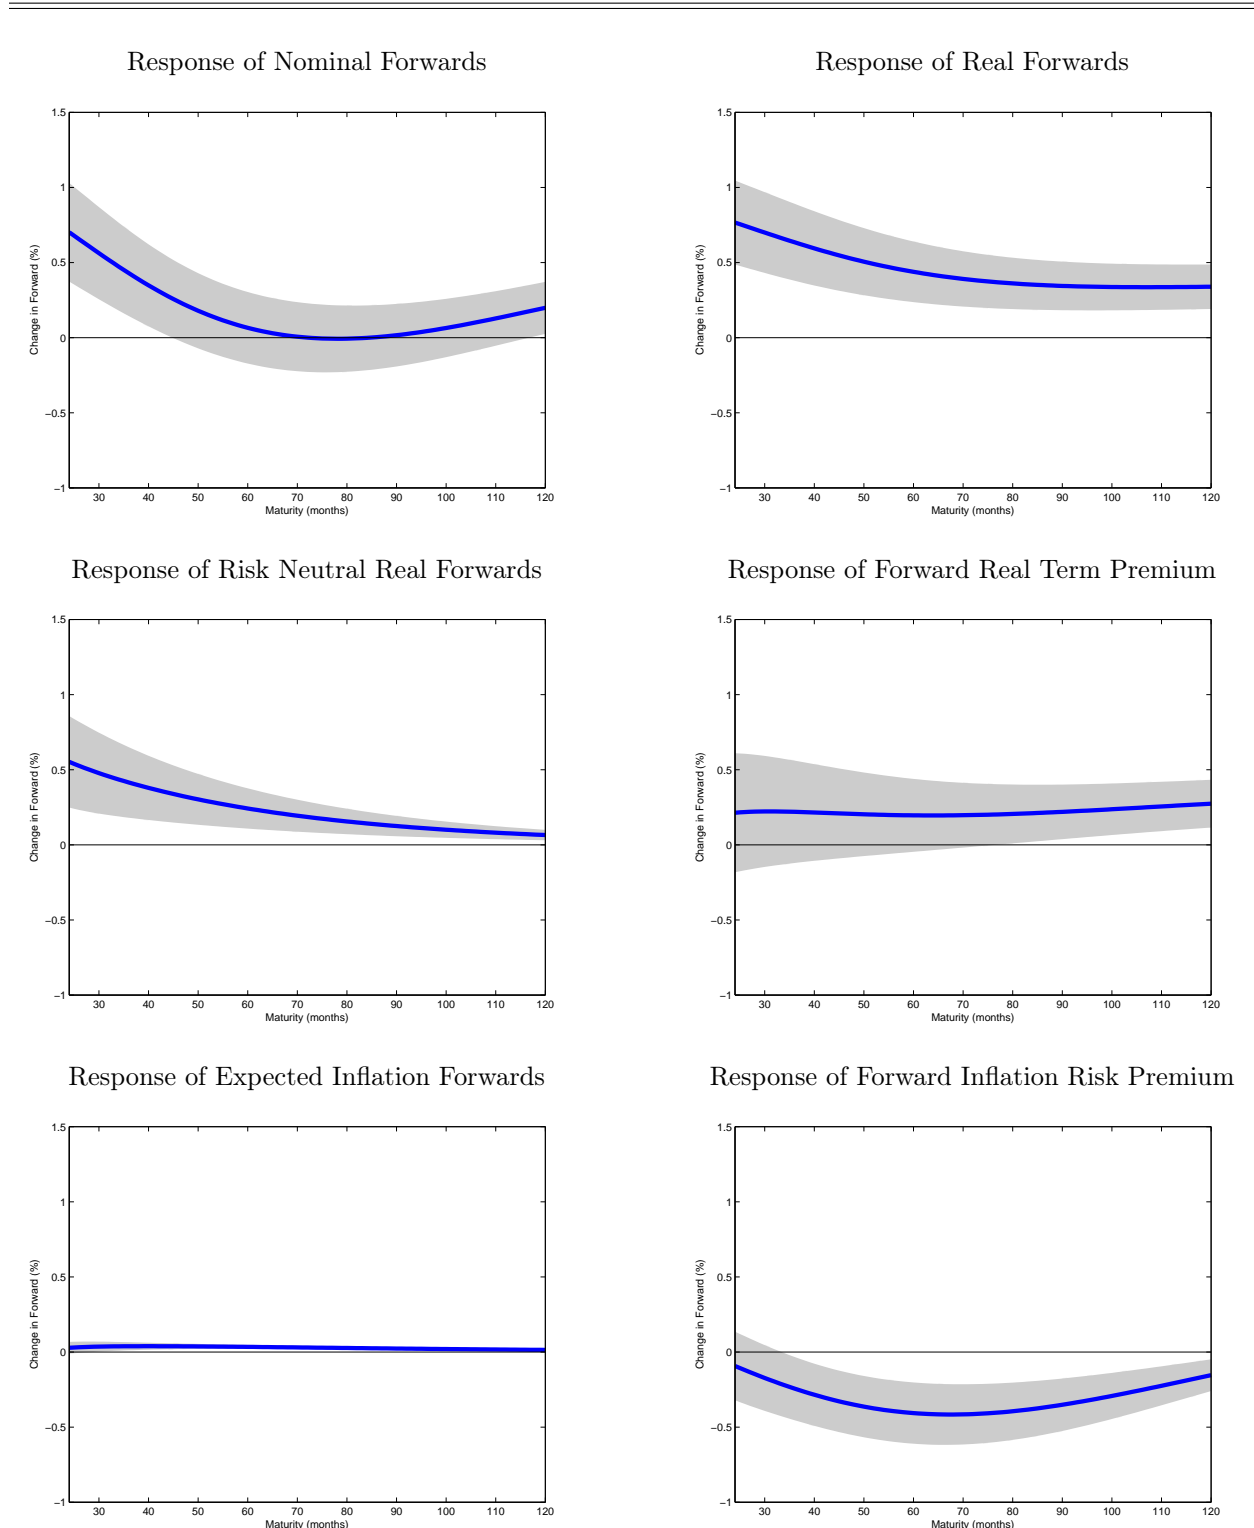 Response of Nominal Forwards
1.5
1
0.5
0
−0.5
−1
Change in Forward (%)
30 40 50 60 70 80 90 100 110 120
Maturity (months)
Response of Real Forwards
1.5
1
0.5
0
−0.5
−1
Change in Forward (%)
30 40 50 60 70 80 90 100 110 120
Maturity (months)
Response of Risk Neutral Real Forwards
1.5
1
0.5
0
−0.5
−1
Change in Forward (%)
30 40 50 60 70 80 90 100 110 120
Maturity (months)
Response of Forward Real Term Premium
1.5
1
0.5
0
−0.5
−1
Change in Forward (%)
30 40 50 60 70 80 90 100 110 120
Maturity (months)
Response of Expected Inflation Forwards
1.5
1
0.5
0
−0.5
−1
Change in Forward (%)
30 40 50 60 70 80 90 100 110 120
Maturity (months)
Response of Forward Inflation Risk Premium
1.5
1
0.5
0
−0.5
−1
Change in Forward (%)
30 40 50 60 70 80 90 100 110 120
Maturity (months)